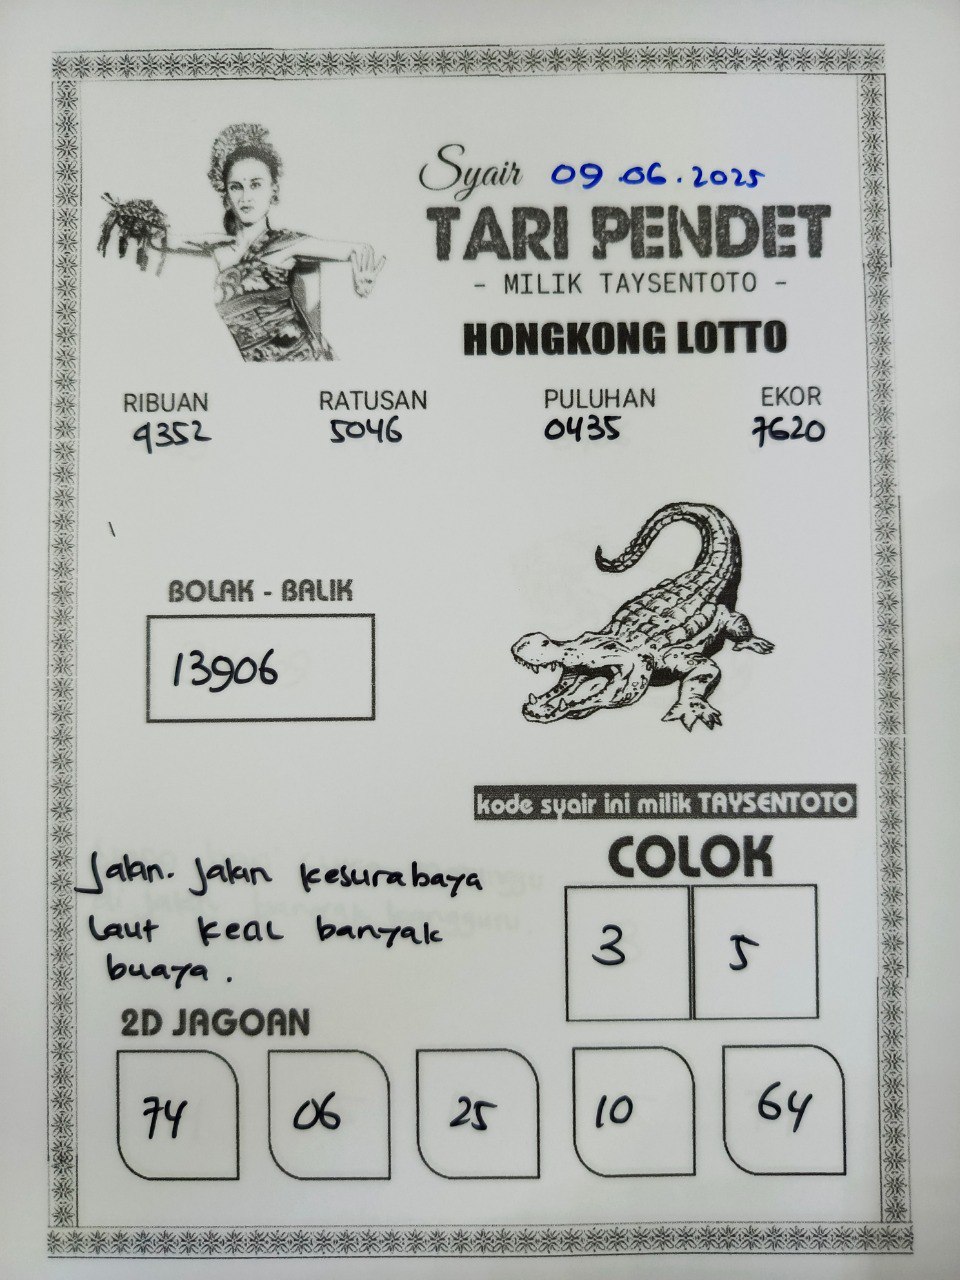 Syair 09.06.2025
TARI PENDET
- MILIK TAYSENTOTO -
HONGKONG LOTTO
RIBUAN RATUSAN PULUHAN EKOR
9352 5046 0435 7620
BOLAK - BALIK
13906
kode syair ini milik TAYSENTOTO
COLOK
3 5
Jalan. Jalan kesurabaya
Laut keal banyak
buaya.
2D JAGOAN
74 06 25 10 64